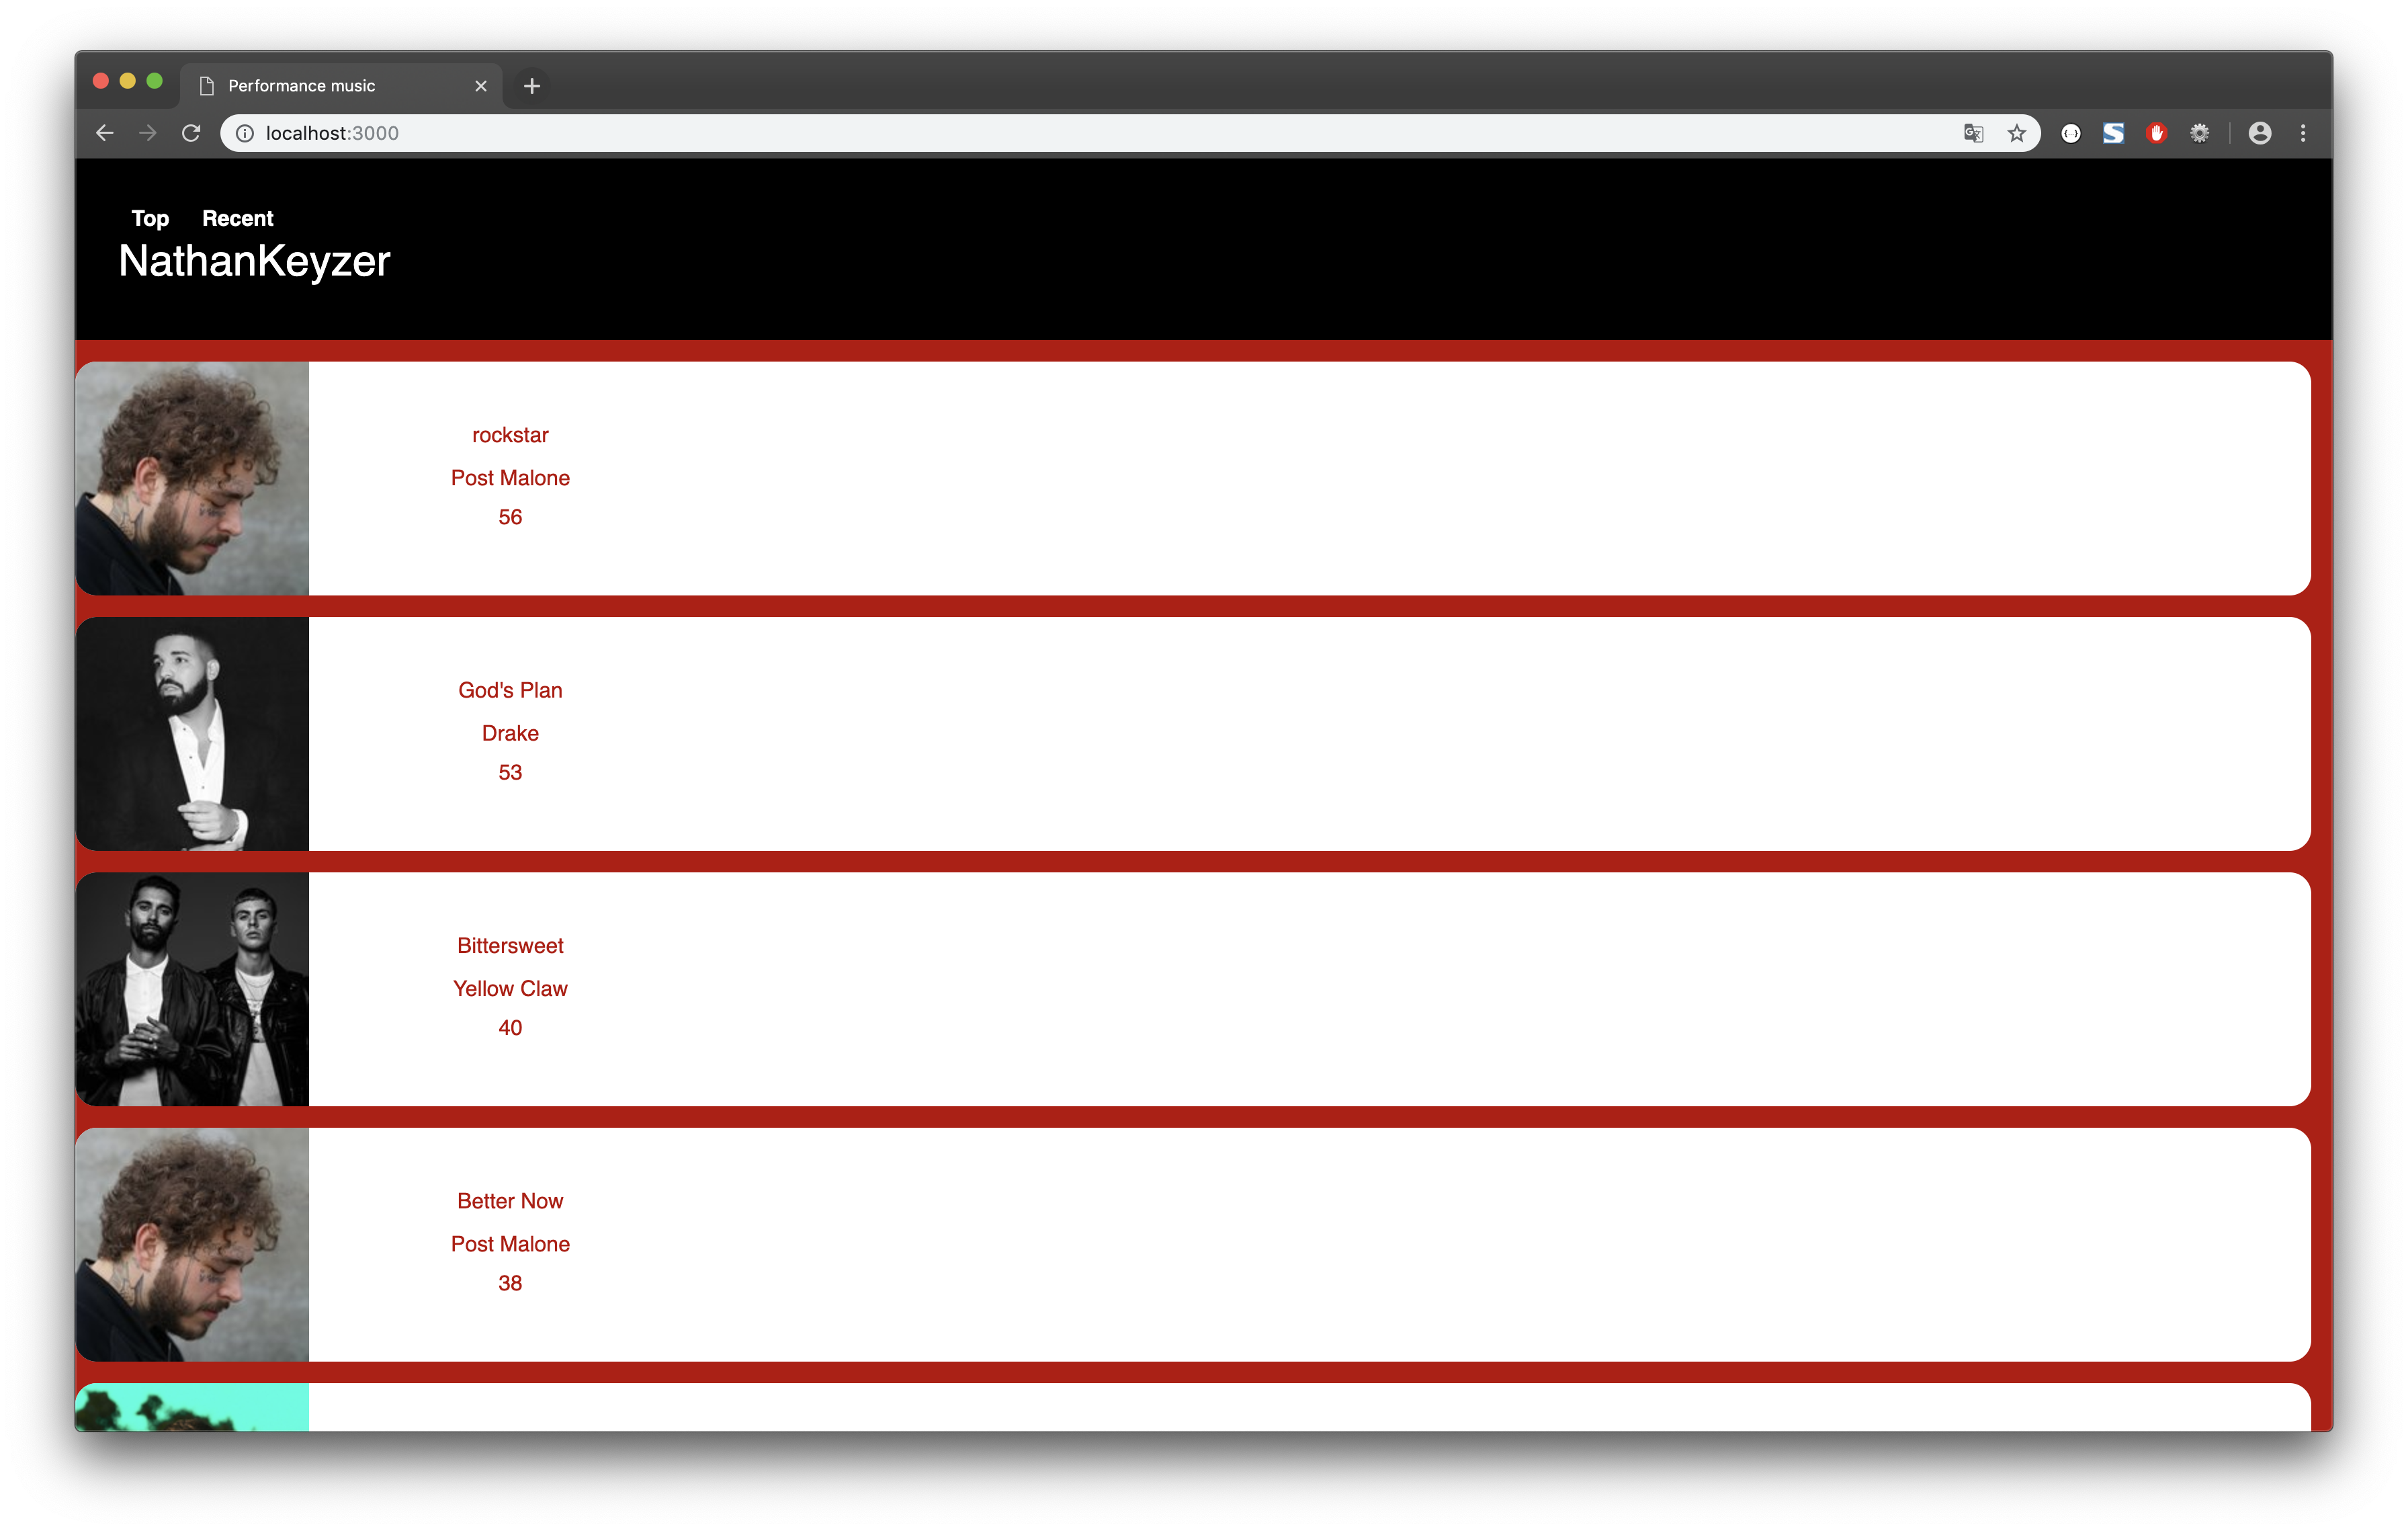 Performance music
localhost:3000
Top Recent
NathanKeyzer
rockstar
Post Malone
56
God's Plan
Drake
53
Bittersweet
Yellow Claw
40
Better Now
Post Malone
38